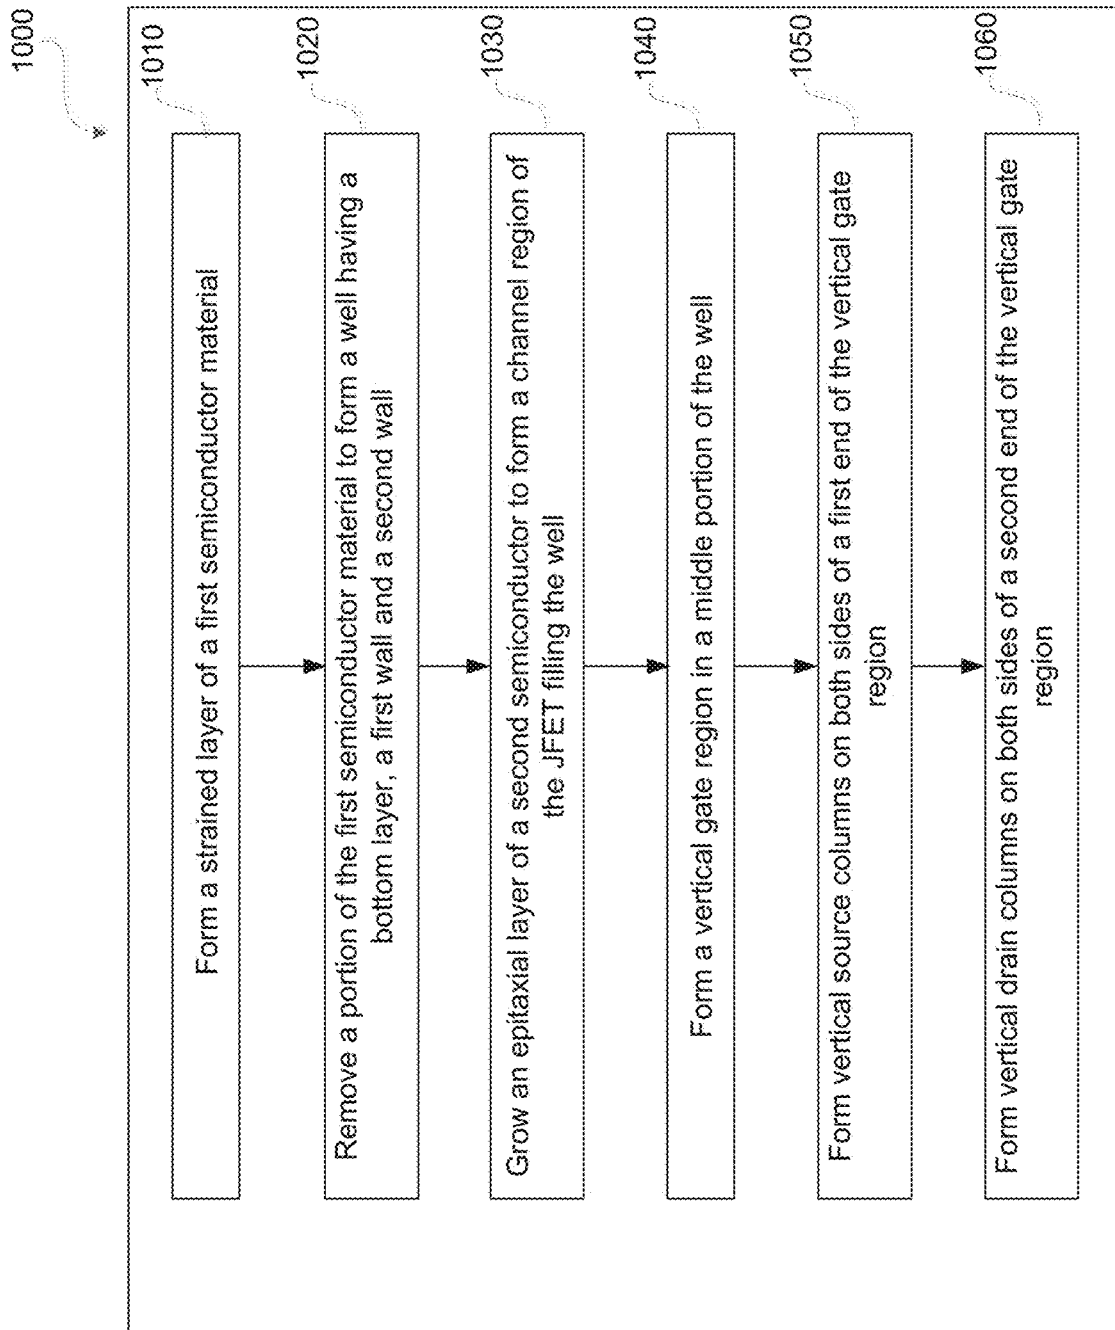 1000
1010
Form a strained layer of a first semiconductor material
1020
Remove a portion of the first semiconductor material to form a well having a
bottom layer, a first wall and a second wall
1030
Grow an epitaxial layer of a second semiconductor to form a channel region of
the JFET filling the well
1040
Form a vertical gate region in a middle portion of the well
1050
Form vertical source columns on both sides of a first end of the vertical gate
region
1060
Form vertical drain columns on both sides of a second end of the vertical gate
region